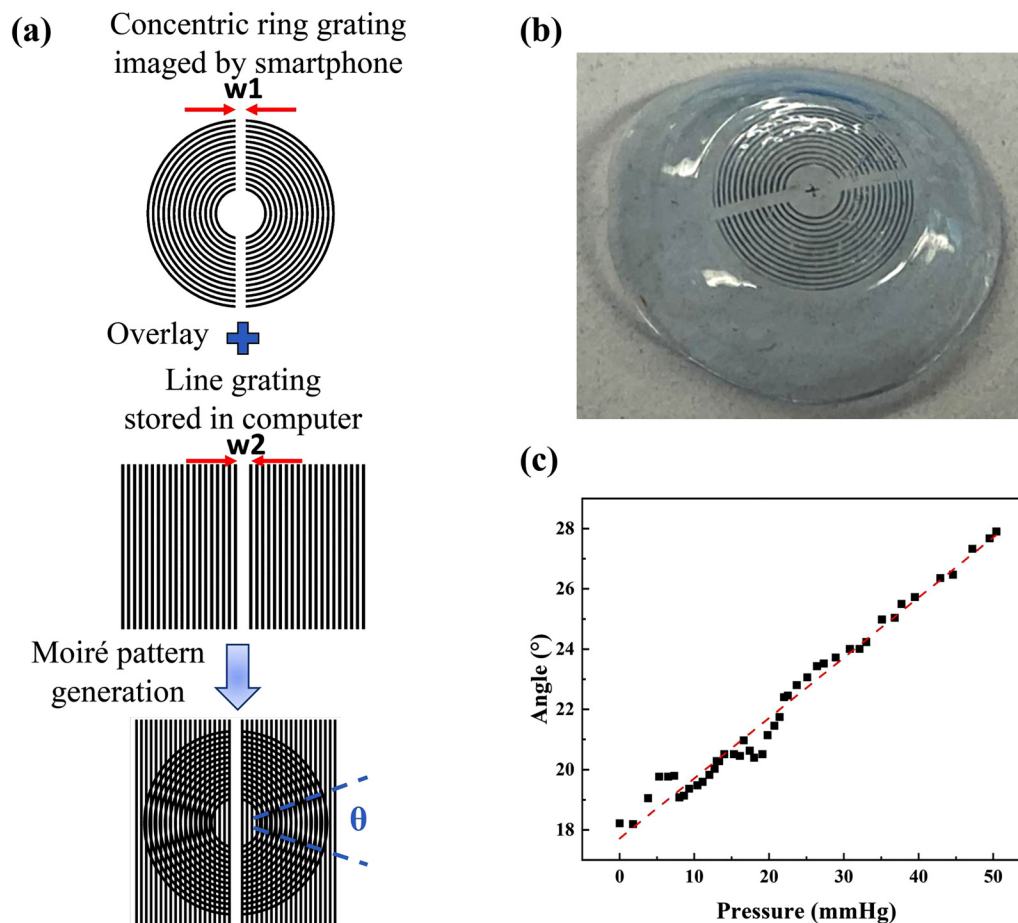 (a)
Concentric ring grating
imaged by smartphone
w1
Overlay
Line grating
stored in computer
w2
Moiré pattern
generation
θ
(b)
(c)
28
26
24
22
20
18
Angle (°)
0 10 20 30 40 50
Pressure (mmHg)